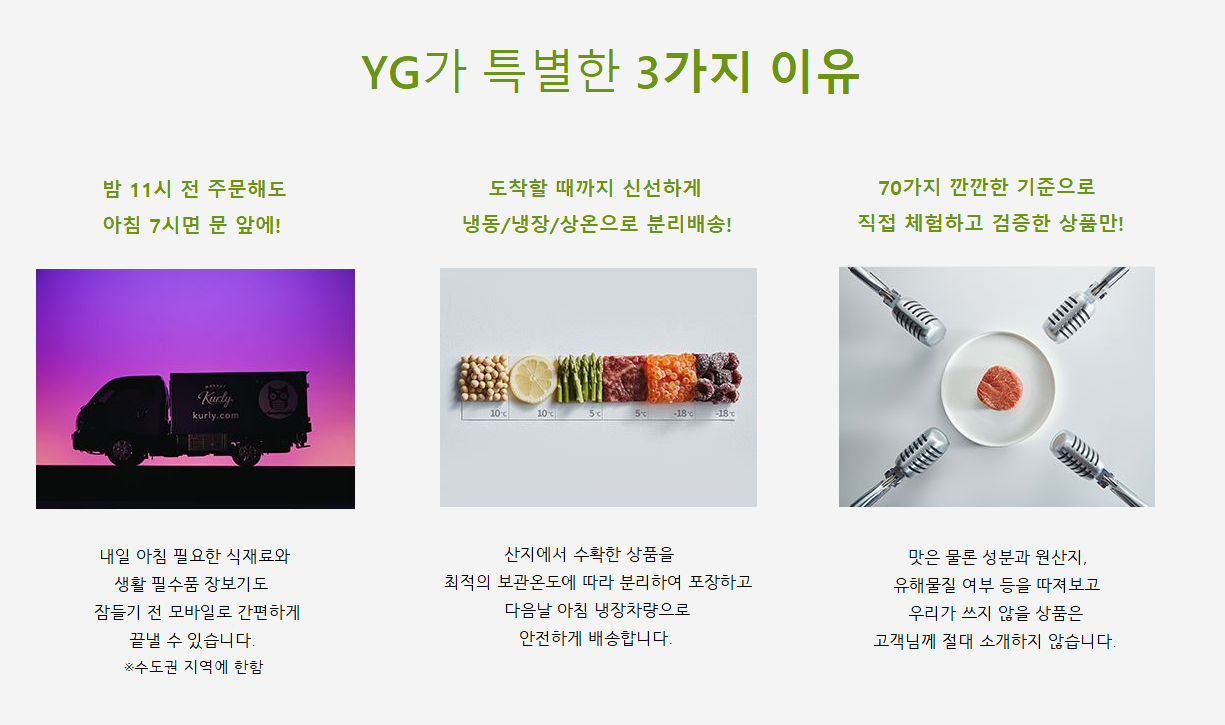 YG가 특별한 3가지 이유
밤 11시 전 주문해도
아침 7시면 문 앞에!
MARKET
Kurly
kurly.com
내일 아침 필요한 식재료와
생활 필수품 장보기도
잠들기 전 모바일로 간편하게
끝낼 수 있습니다.
※수도권 지역에 한함
도착할 때까지 신선하게
냉동/냉장/상온으로 분리배송!
10℃ 10℃ 5℃ 5℃ -18℃ -18℃
산지에서 수확한 상품을
최적의 보관온도에 따라 분리하여 포장하고
다음날 아침 냉장차량으로
안전하게 배송합니다.
70가지 깐깐한 기준으로
직접 체험하고 검증한 상품만!
맛은 물론 성분과 원산지,
유해물질 여부 등을 따져보고
우리가 쓰지 않을 상품은
고객님께 절대 소개하지 않습니다.